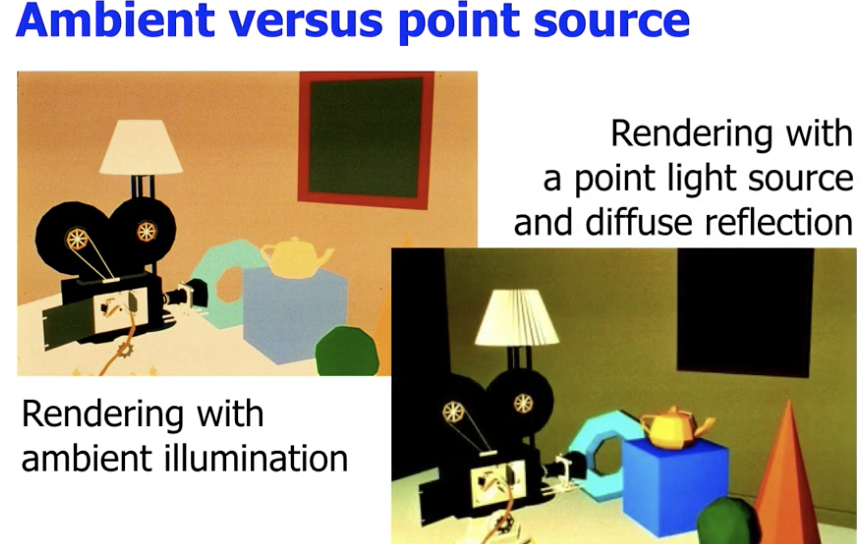 Ambient versus point source
Rendering with
a point light source
and diffuse reflection
Rendering with
ambient illumination